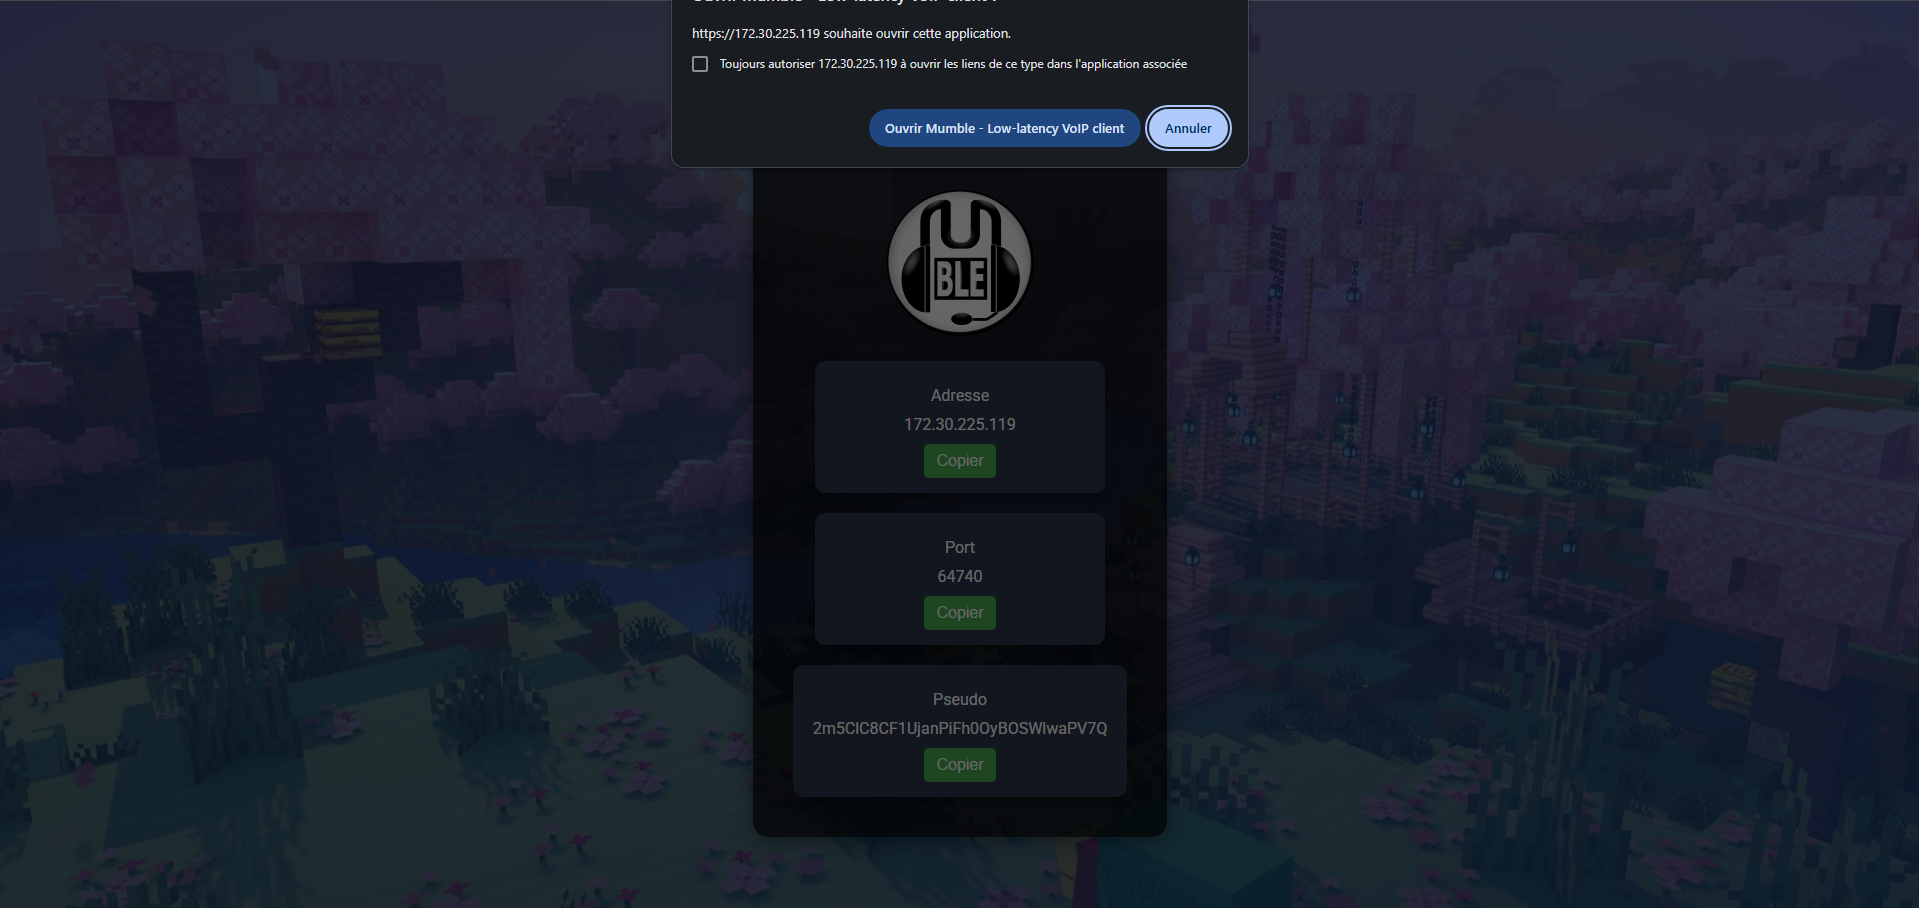 https://172.30.225.119 souhaite ouvrir cette application.
Toujours autoriser 172.30.225.119 à ouvrir les liens de ce type dans l'application associée
Ouvrir Mumble - Low-latency VoIP client
Annuler
BLE
Adresse
172.30.225.119
Copier
Port
64740
Copier
Pseudo
2m5ClC8CF1UjanPiFh0OyBOSWlwaPV7Q
Copier